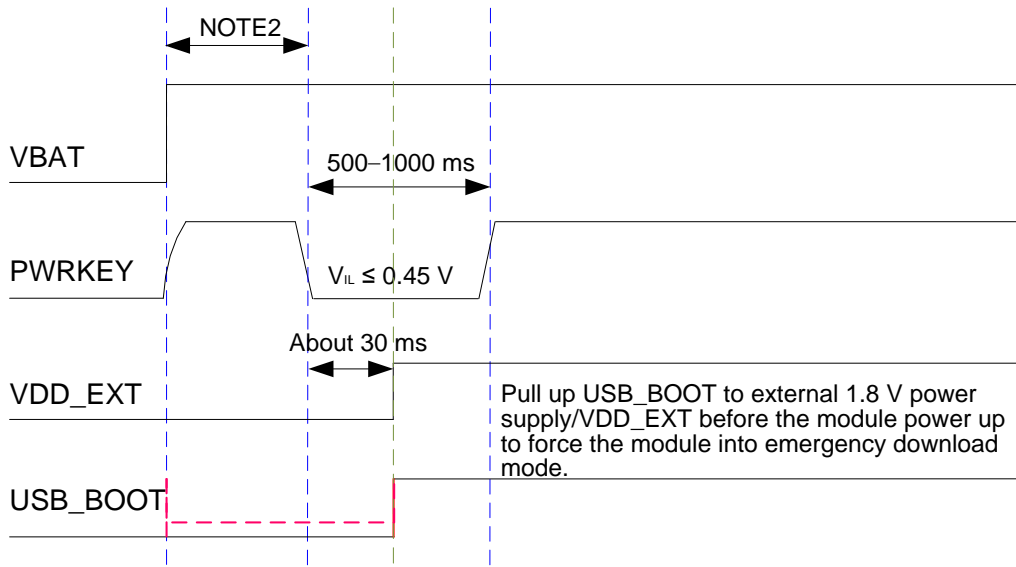 NOTE2
VBAT
500–1000 ms
PWRKEY
VIL ≤ 0.45 V
About 30 ms
VDD_EXT
Pull up USB_BOOT to external 1.8 V power
supply/VDD_EXT before the module power up
to force the module into emergency download
mode.
USB_BOOT